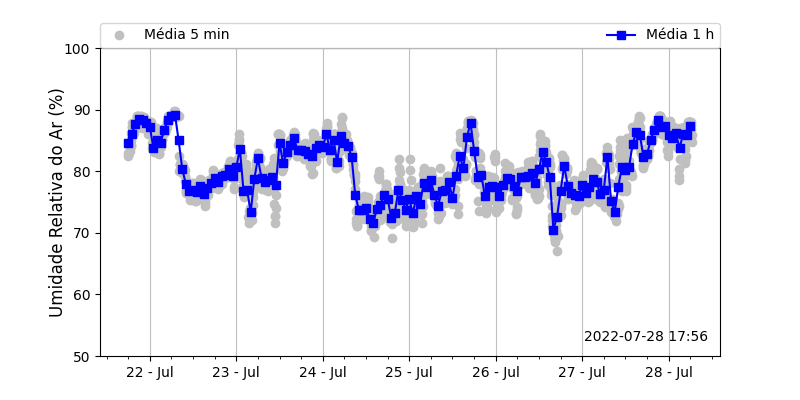 Média 5 min
Média 1 h
Umidade Relativa do Ar (%)
100
90
80
70
60
50
2022-07-28 17:56
22 - Jul
23 - Jul
24 - Jul
25 - Jul
26 - Jul
27 - Jul
28 - Jul